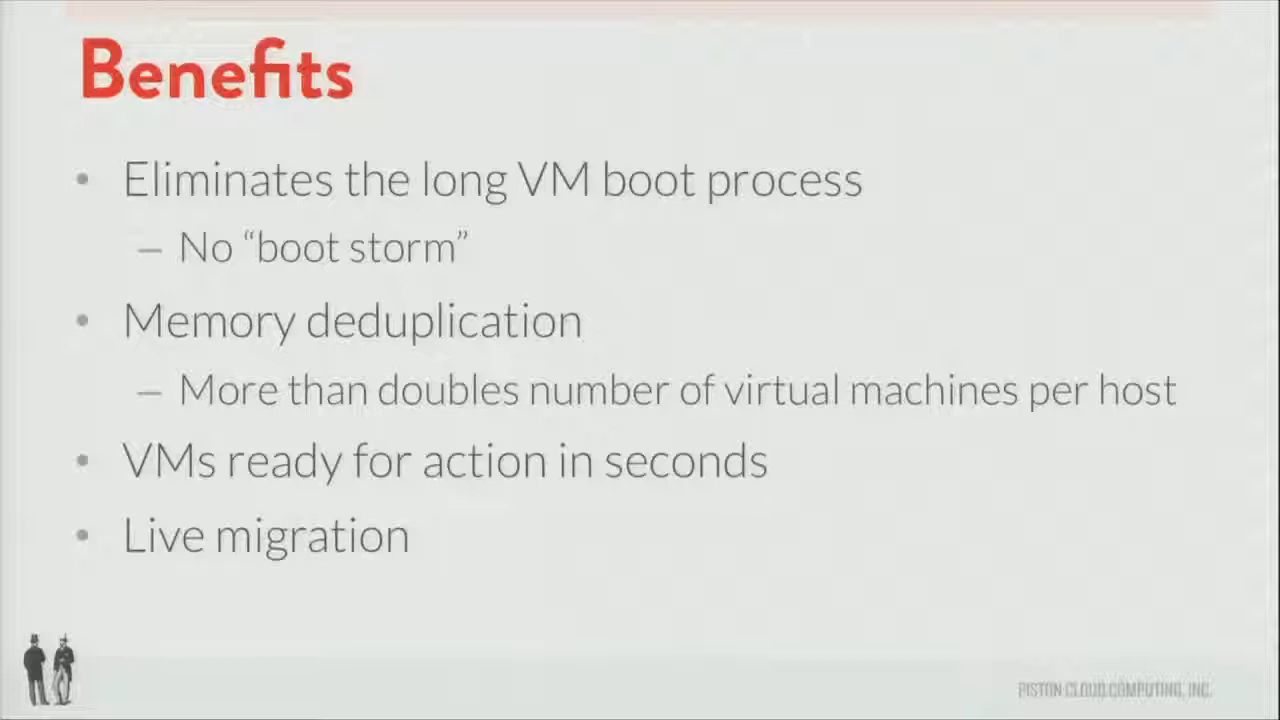 Benefits
• Eliminates the long VM boot process
– No “boot storm”
• Memory deduplication
– More than doubles number of virtual machines per host
• VMs ready for action in seconds
• Live migration
PISTON CLOUD COMPUTING, INC.